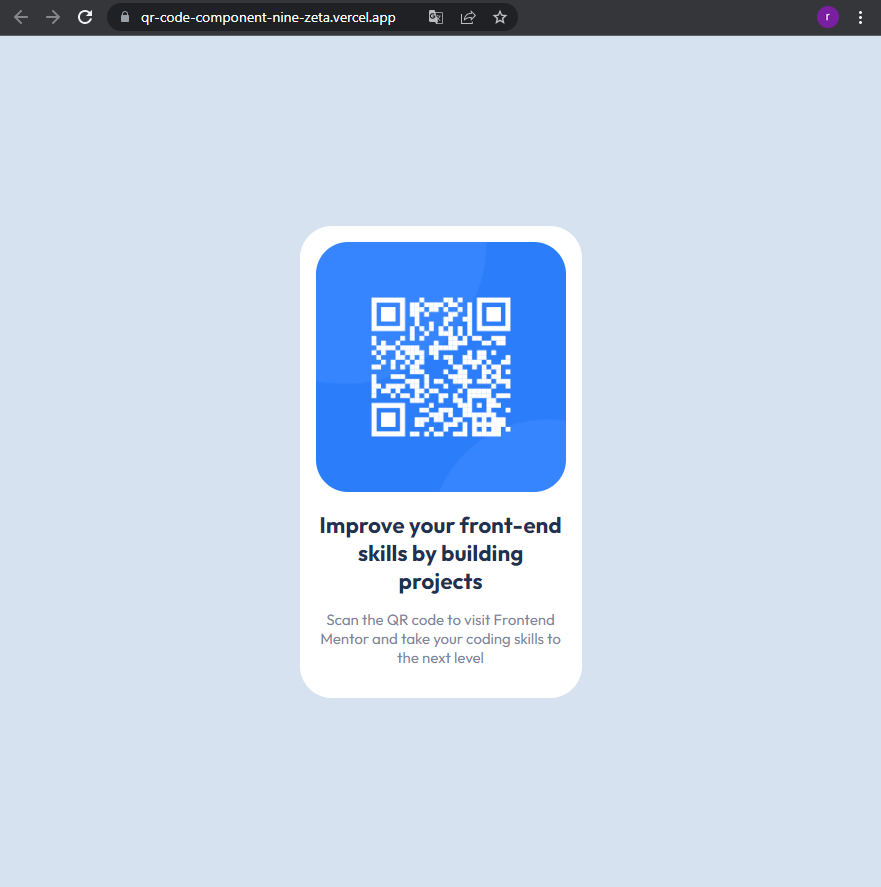 qr-code-component-nine-zeta.vercel.app
r
Improve your front-end
skills by building
projects
Scan the QR code to visit Frontend
Mentor and take your coding skills to
the next level